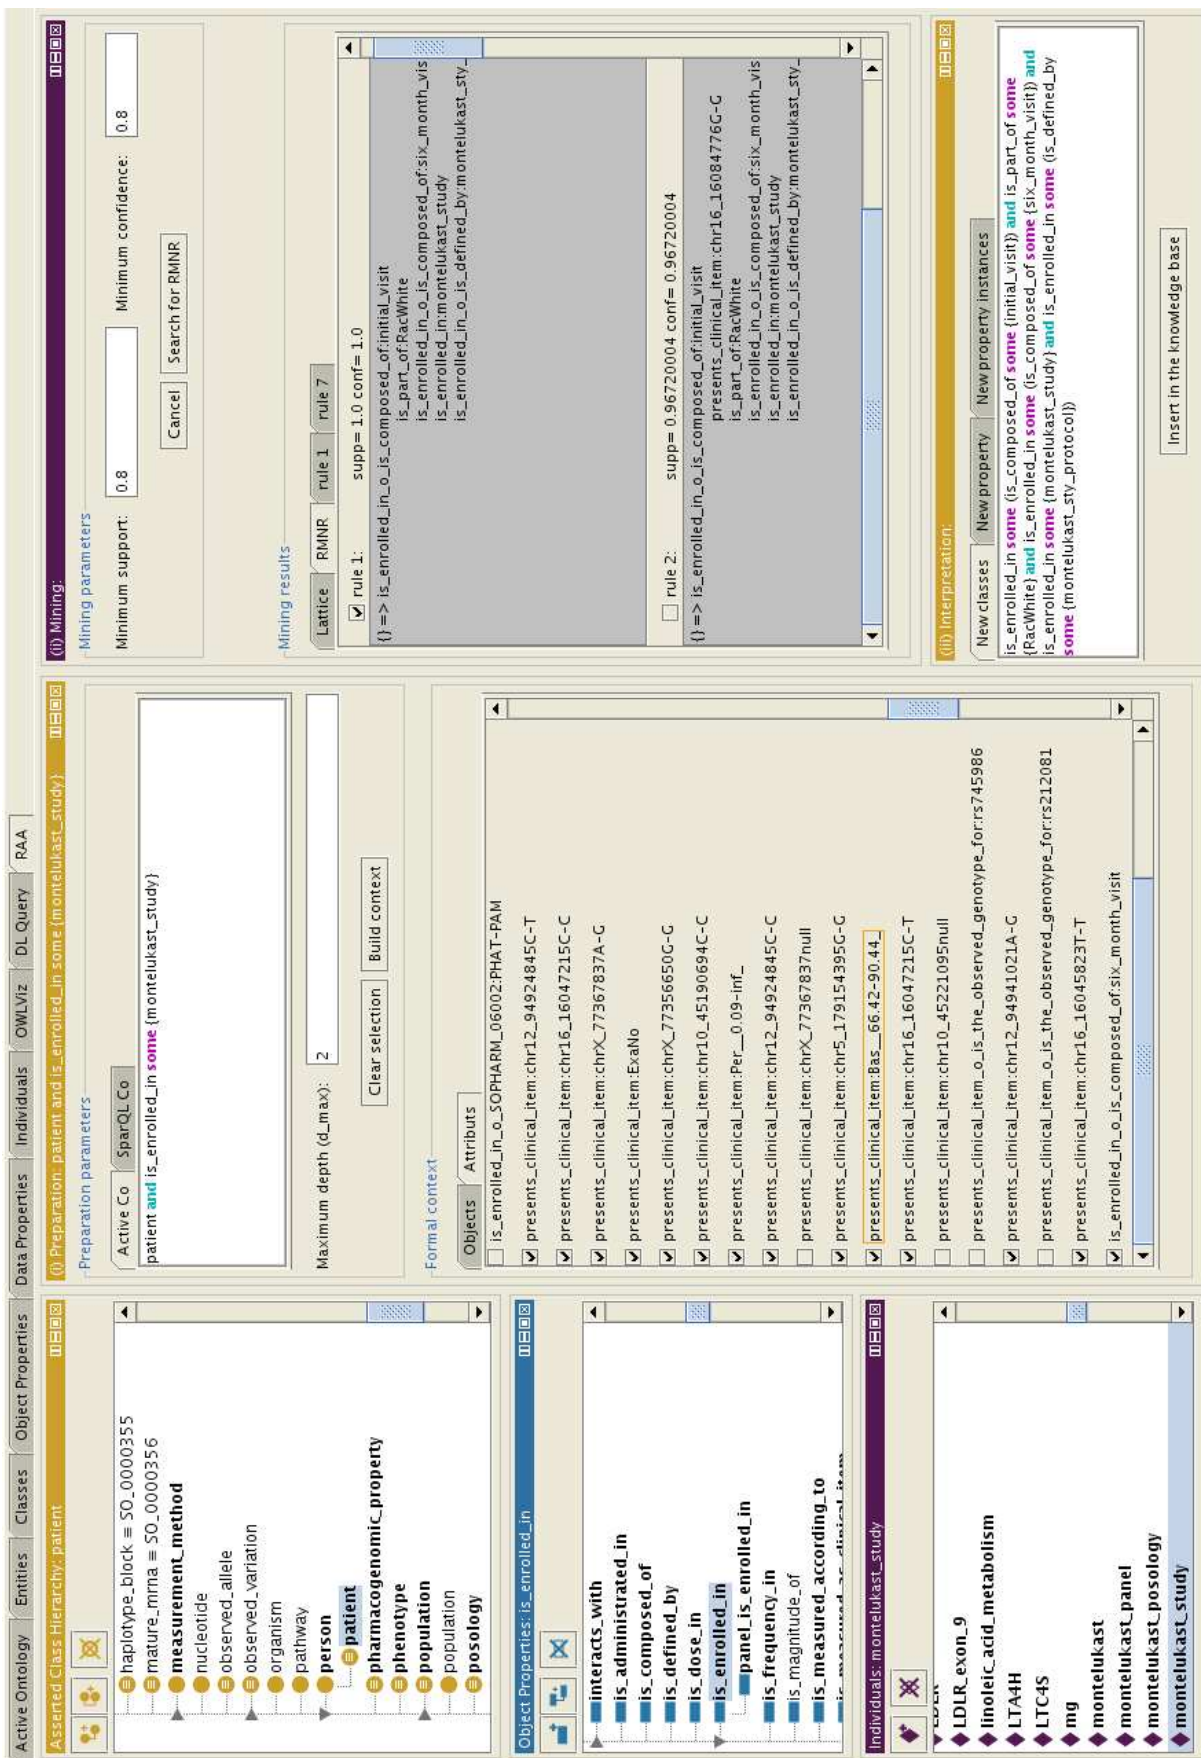 Active Ontology Entities Classes Object Properties Data Properties Individuals OWLViz DL Query RAA
Asserted Class Hierarchy: patient
haplotype_block ≡ SO_0000355
mature_mrna ≡ SO_0000356
measurement_method
nucleotide
observed_allele
observed_variation
organism
pathway
person
patient
pharmacogenomic_property
phenotype
population
population
posology
Object Properties: is_enrolled_in
interacts_with
is_administrated_in
is_composed_of
is_defined_by
is_dose_in
is_enrolled_in
panel_is_enrolled_in
is_frequency_in
is_magnitude_of
is_measured_according_to
is_measured_as_clinical_item
Individuals: montelukast_study
LDLR
LDLR_exon_9
linoleic_acid_metabolism
LTA4H
LTC4S
mg
montelukast
montelukast_panel
montelukast_posology
montelukast_study
(i) Preparation: patient and is_enrolled_in some {montelukast_study}
Preparation parameters
Active Co SparQL Co
patient and is_enrolled_in some {montelukast_study}
Maximum depth (d_max): 2
Clear selection Build context
Formal context
Objects Attributs
is_enrolled_in_o_SOPHARM_06002:PHAT-PAM
presents_clinical_item:chr12_94924845C-T
presents_clinical_item:chr16_16047215C-C
presents_clinical_item:chrX_77367837A-G
presents_clinical_item:ExaNo
presents_clinical_item:chrX_77356650G-G
presents_clinical_item:chr10_45190694C-C
presents_clinical_item:Per__0.09-inf_
presents_clinical_item:chr12_94924845C-C
presents_clinical_item:chrX_77367837null
presents_clinical_item:chr5_179154395G-G
presents_clinical_item:Bas__66.42-90.44_
presents_clinical_item:chr16_16047215C-T
presents_clinical_item:chr10_45221095null
presents_clinical_item_o_is_the_observed_genotype_for:rs745986
presents_clinical_item:chr12_94941021A-G
presents_clinical_item_o_is_the_observed_genotype_for:rs212081
presents_clinical_item:chr16_16045823T-T
is_enrolled_in_o_is_composed_of:six_month_visit
(ii) Mining:
Mining parameters
Minimum support: 0.8 Minimum confidence: 0.8
Cancel Search for RMNR
Mining results
Lattice RMNR rule 1 rule 7
rule 1: supp= 1.0 conf= 1.0
{} => is_enrolled_in_o_is_composed_of:initial_visit
is_part_of:RacWhite
is_enrolled_in_o_is_composed_of:six_month_vis
is_enrolled_in:montelukast_study
is_enrolled_in_o_is_defined_by:montelukast_sty_
rule 2: supp= 0.96720004 conf= 0.96720004
{} => is_enrolled_in_o_is_composed_of:initial_visit
presents_clinical_item:chr16_16084776G-G
is_part_of:RacWhite
is_enrolled_in_o_is_composed_of:six_month_vis
is_enrolled_in:montelukast_study
is_enrolled_in_o_is_defined_by:montelukast_sty_
(iii) Interpretation:
New classes New property New property instances
is_enrolled_in some (is_composed_of some {initial_visit}) and is_part_of some
{RacWhite} and is_enrolled_in some (is_composed_of some {six_month_visit}) and
is_enrolled_in some {montelukast_study} and is_enrolled_in some (is_defined_by
some {montelukast_sty_protocol})
Insert in the knowledge base